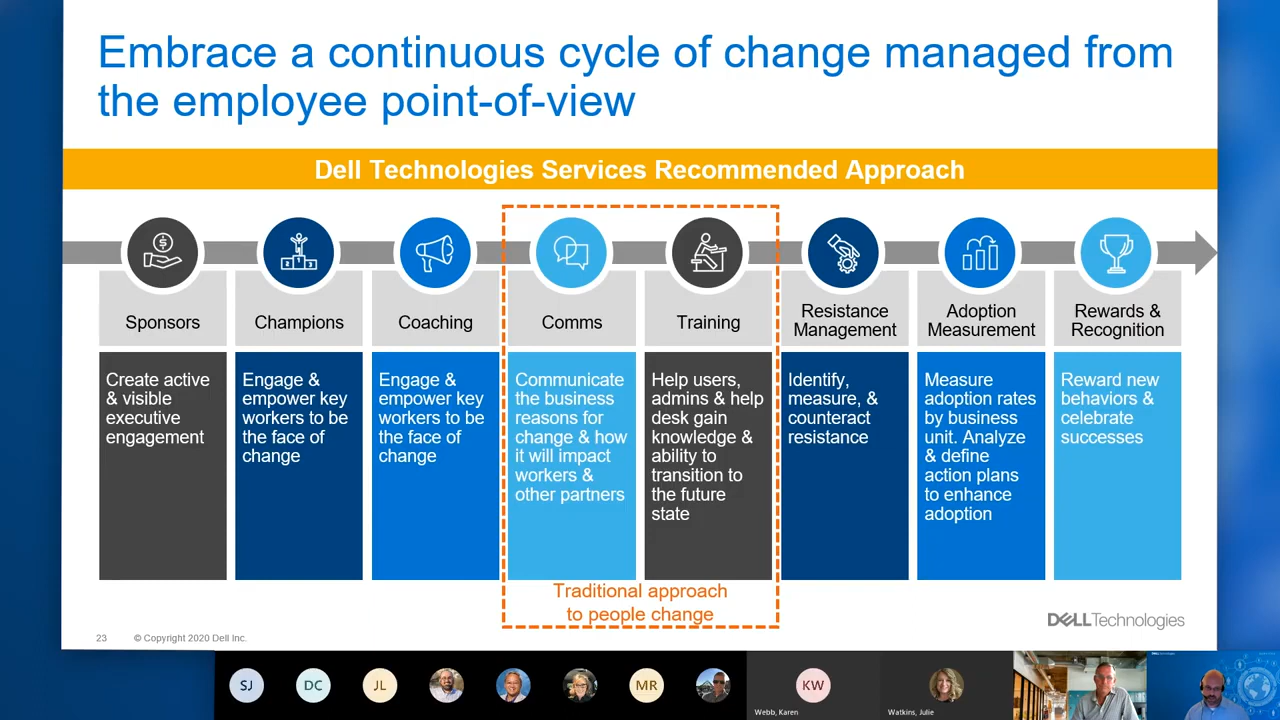 Embrace a continuous cycle of change managed from
the employee point-of-view
Dell Technologies Services Recommended Approach
$
2 1 3
Sponsors
Champions
Coaching
Comms
Training
Resistance
Management
Adoption
Measurement
Rewards &
Recognition
Create active
& visible
executive
engagement
Engage &
empower key
workers to be
the face of
change
Engage &
empower key
workers to be
the face of
change
Communicate
the business
reasons for
change & how
it will impact
workers &
other partners
Help users,
admins & help
desk gain
knowledge &
ability to
transition to
the future
state
Identify,
measure, &
counteract
resistance
Measure
adoption rates
by business
unit. Analyze
& define
action plans
to enhance
adoption
Reward new
behaviors &
celebrate
successes
Traditional approach
to people change
23
© Copyright 2020 Dell Inc.
DELLTechnologies
SJ
DC
JL
MR
KW
Webb, Karen
Watkins, Julie